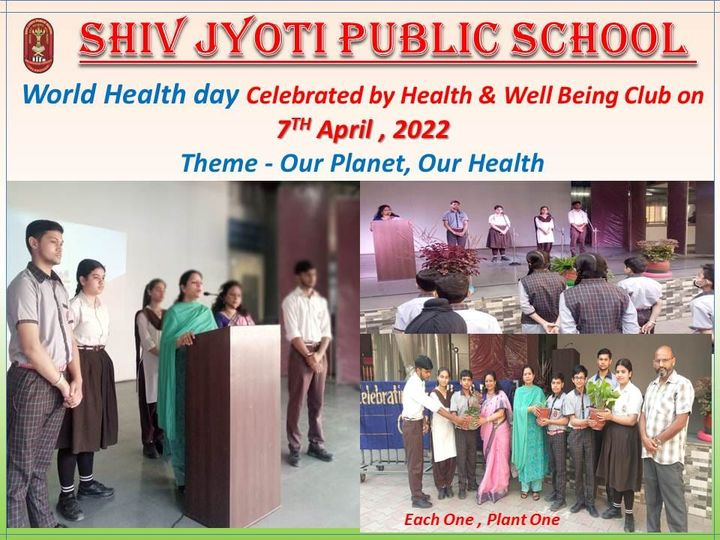 SHIV JYOTI PUBLIC SCHOOL
World Health day Celebrated by Health & Well Being Club on
7TH April , 2022
Theme - Our Planet, Our Health
Celebrating
Each One , Plant One